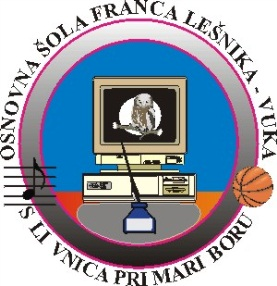 OSNOVNA ŠOLA FRANCA LEŠNIKA - VUKA
SLIVNICA PRI MARIBORU